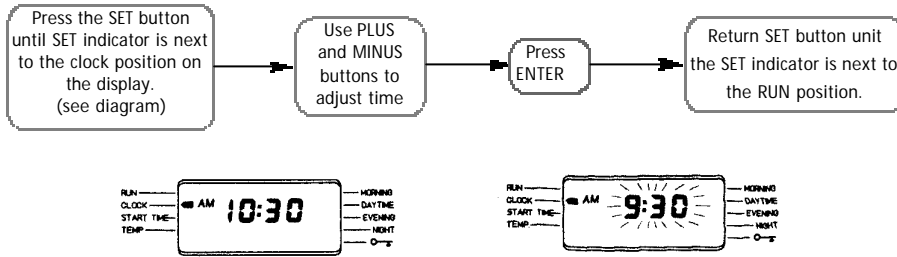 Press the SET button
until SET indicator is next
to the clock position on
the display.
(see diagram)
Use PLUS
and MINUS
buttons to
adjust time
Press
ENTER
Return SET button unit
the SET indicator is next to
the RUN position.
RUN
CLOCK
START TIME
TEMP
AM 10:30
MORNING
DAYTIME
EVENING
NIGHT
RUN
CLOCK
START TIME
TEMP
AM 9:30
MORNING
DAYTIME
EVENING
NIGHT